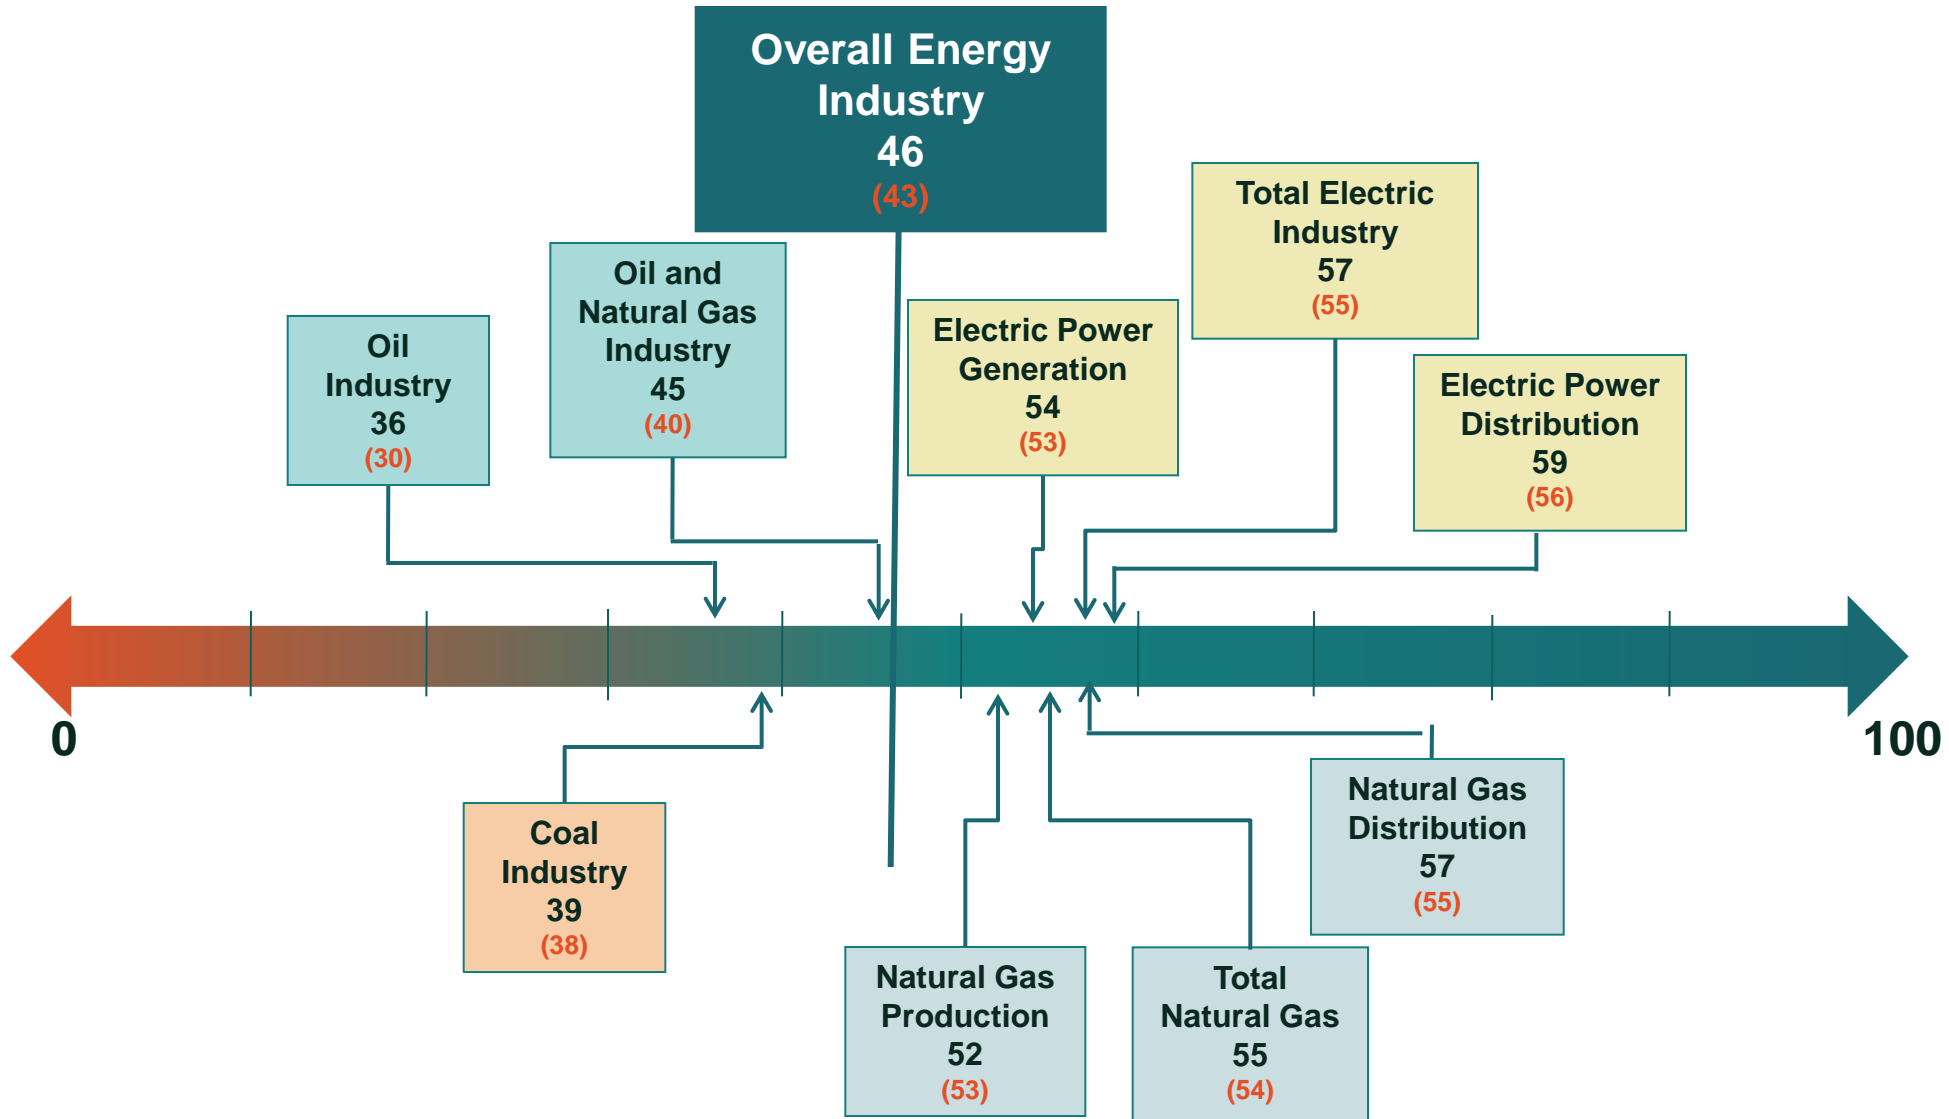 Overall Energy
Industry
46
(43)
Total Electric
Industry
57
(55)
Oil and
Natural Gas
Industry
45
(40)
Electric Power
Generation
54
(53)
Oil
Industry
36
(30)
Electric Power
Distribution
59
(56)
0
100
Coal
Industry
39
(38)
Natural Gas
Distribution
57
(55)
Natural Gas
Production
52
(53)
Total
Natural Gas
55
(54)